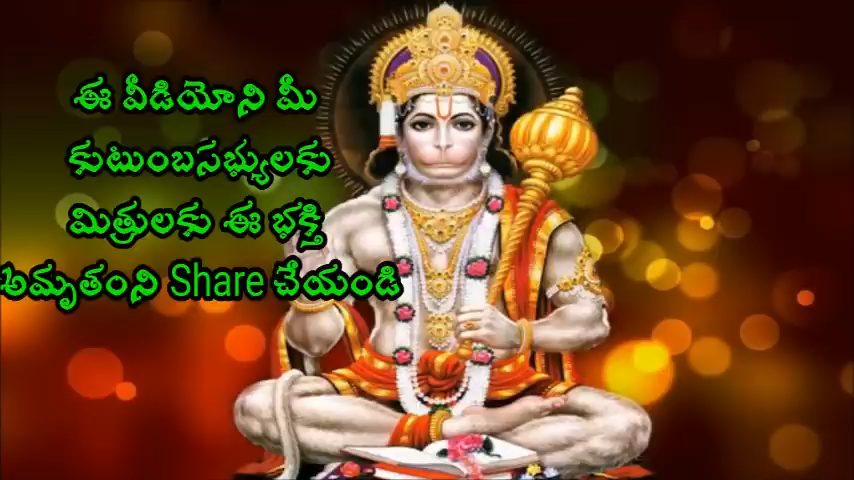 ఈ వీడియోని మీ
కుటుంబసభ్యులకు
మిత్రులకు ఈ భక్తి
అమృతంని Share చేయండి